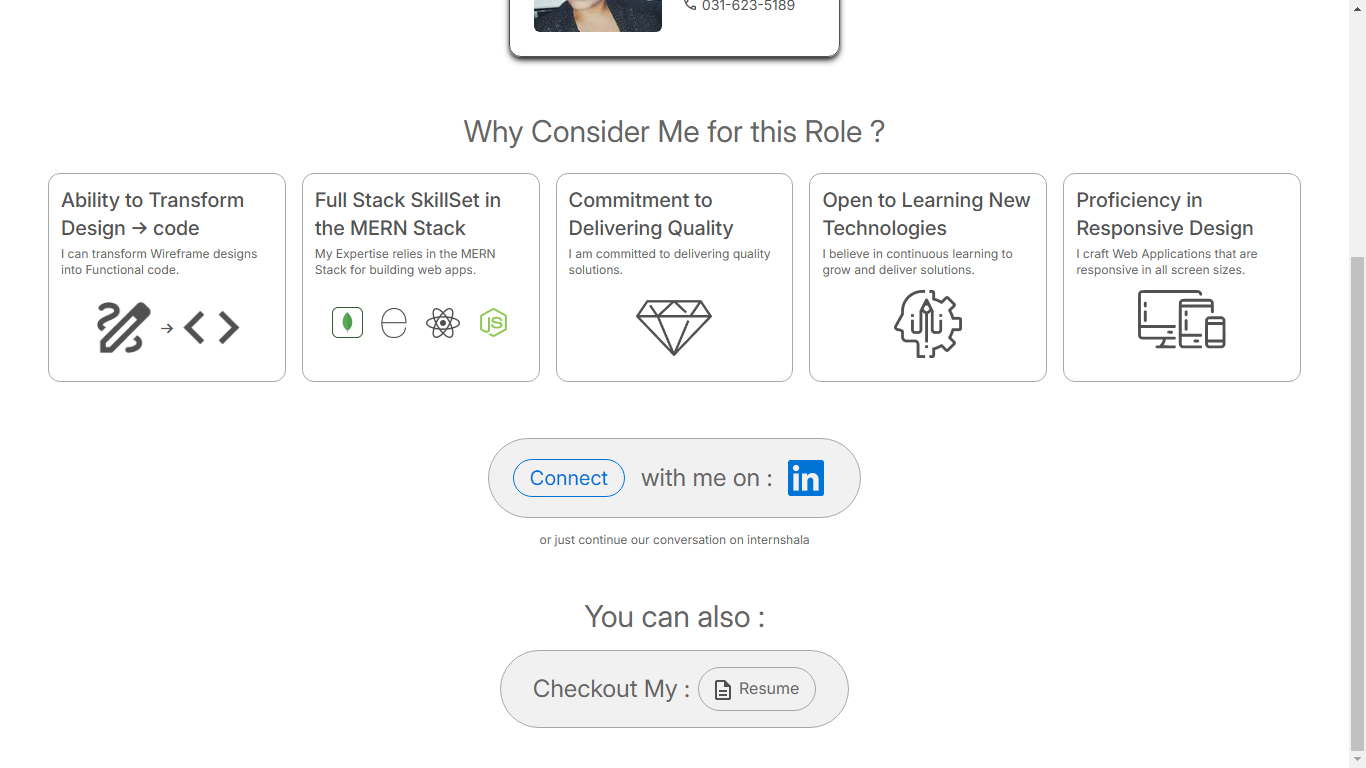 031-623-5189
Why Consider Me for this Role ?
Ability to Transform
Design → code
I can transform Wireframe designs
into Functional code.
→
Full Stack SkillSet in
the MERN Stack
My Expertise relies in the MERN
Stack for building web apps.
JS
Commitment to
Delivering Quality
I am committed to delivering quality
solutions.
Open to Learning New
Technologies
I believe in continuous learning to
grow and deliver solutions.
Proficiency in
Responsive Design
I craft Web Applications that are
responsive in all screen sizes.
Connect with me on : in
or just continue our conversation on internshala
You can also :
Checkout My : Resume